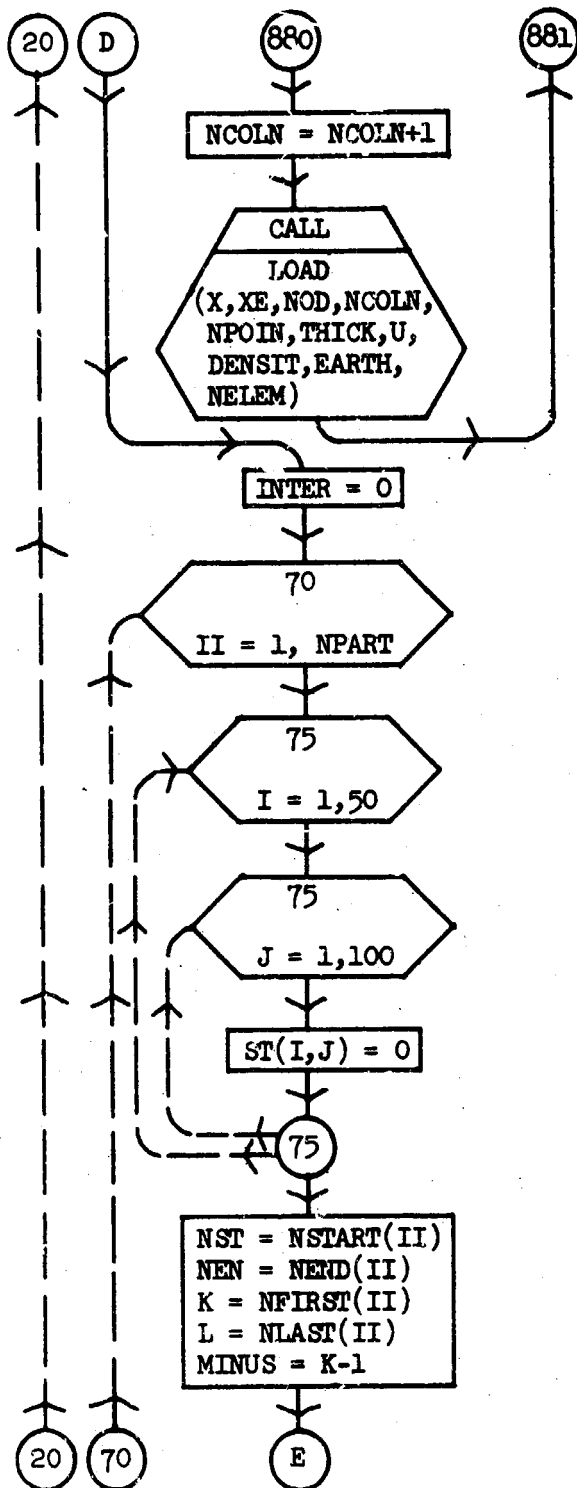 20 D 880 881
NCOLN = NCOLN+1
CALL
LOAD
(X,XE,NOD,NCOLN,
NPOIN,THICK,U,
DENSIT,EARTH,
NELEM)
INTER = 0
70
II = 1, NPART
75
I = 1,50
75
J = 1,100
ST(I,J) = 0
75
NST = NSTART(II)
NEN = NEND(II)
K = NFIRST(II)
L = NLAST(II)
MINUS = K-1
20 70 E